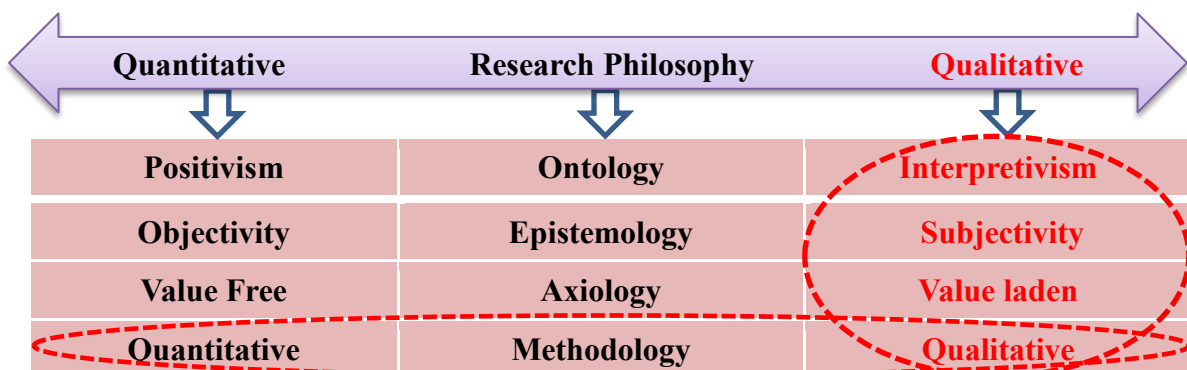 Quantitative Research Philosophy Qualitative
Positivism Ontology Interpretivism
Objectivity Epistemology Subjectivity
Value Free Axiology Value laden
Quantitative Methodology Qualitative